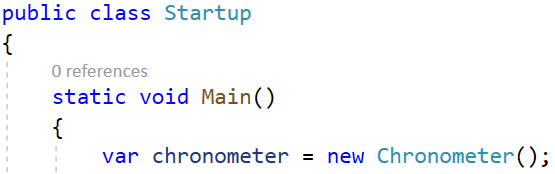 public class Startup
{
0 references
static void Main()
{
var chronometer = new Chronometer();